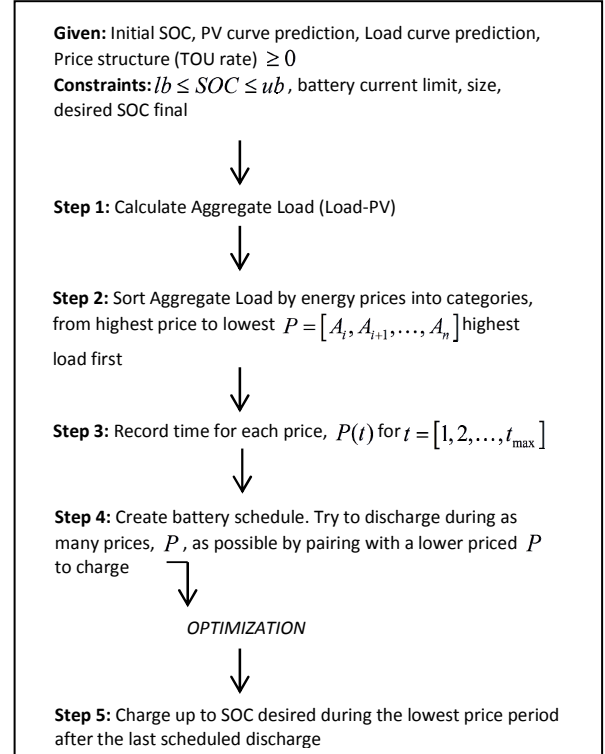 Given: Initial SOC, PV curve prediction, Load curve prediction,
Price structure (TOU rate) ≥ 0
Constraints: lb ≤ SOC ≤ ub, battery current limit, size,
desired SOC final
Step 1: Calculate Aggregate Load (Load-PV)
Step 2: Sort Aggregate Load by energy prices into categories,
from highest price to lowest P = [A_i, A_{i+1}, ..., A_n] highest
load first
Step 3: Record time for each price, P(t) for t = [1, 2, ..., t_max]
Step 4: Create battery schedule. Try to discharge during as
many prices, P, as possible by pairing with a lower priced P
to charge
OPTIMIZATION
Step 5: Charge up to SOC desired during the lowest price period
after the last scheduled discharge